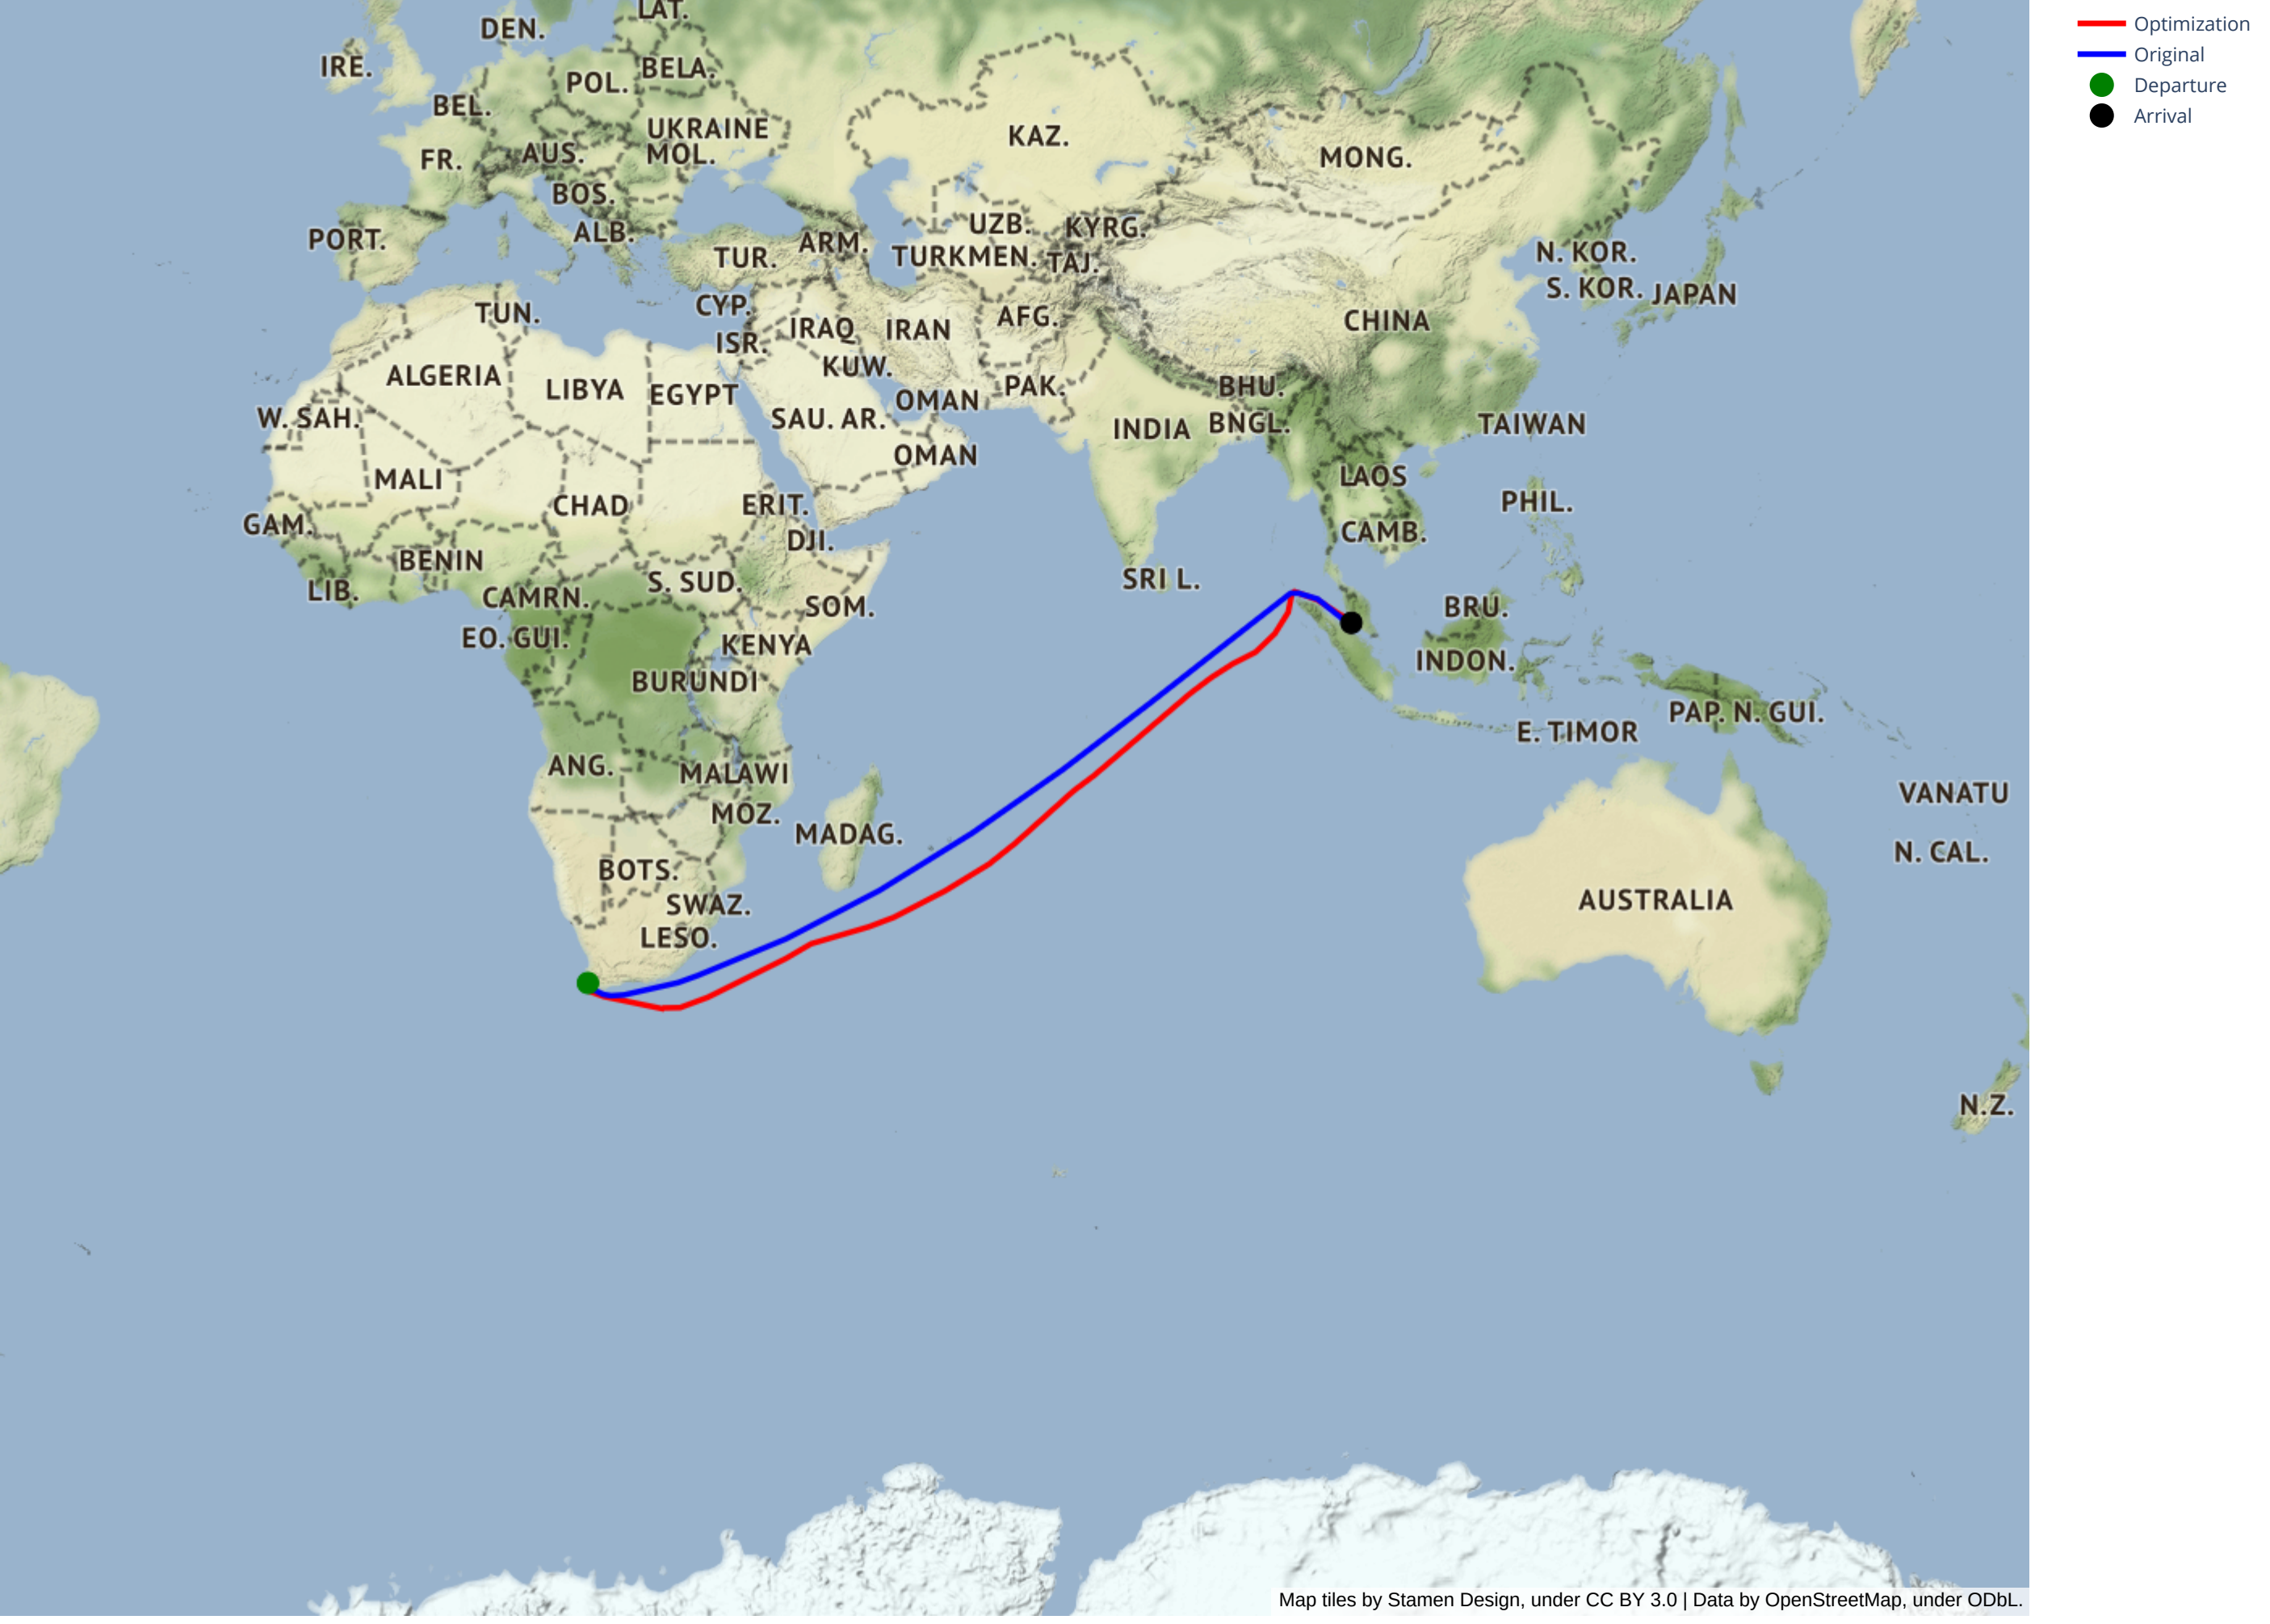 LAT.
DEN.
IRE.
BELA.
POL.
BEL.
UKRAINE
KAZ.
AUS.
MOL.
FR.
MONG.
BOS.
UZB.
KYRG.
ALB.
PORT.
ARM.
N. KOR.
TUR.
TURKMEN.
TAJ.
S. KOR.
JAPAN
CYP.
TUN.
AFG.
CHINA
IRAQ
IRAN
ISR.
KUW.
ALGERIA
LIBYA
EGYPT
PAK.
BHU.
OMAN
W. SAH.
SAU. AR.
BNGL.
TAIWAN
INDIA
OMAN
LAOS
MALI
CHAD
ERIT.
PHIL.
GAM.
CAMB.
DJI.
BENIN
S. SUD.
SRI L.
LIB.
CAMRN.
SOM.
BRU.
EO. GUI.
KENYA
INDON.
BURUNDI
PAP. N. GUI.
E. TIMOR
ANG.
MALAWI
VANATU
MOZ.
MADAG.
N. CAL.
BOTS.
AUSTRALIA
SWAZ.
LESO.
N.Z.
Optimization
Original
Departure
Arrival
Map tiles by Stamen Design, under CC BY 3.0 | Data by OpenStreetMap, under ODbL.